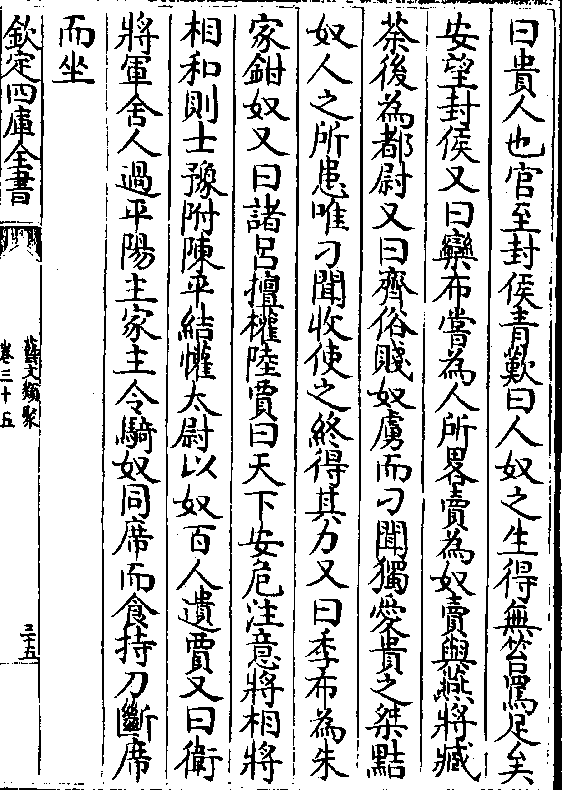 曰貴人也官至封侯青歎曰人奴之生得無笞罵足矣
安望封侯又曰欒布嘗為人所畧賣為奴賣與燕將臧
荼後為都尉又曰齊俗賤奴虜而刁閒獨愛貴之桀黠
奴人之所患唯刁閒收使之終得其力又曰季布為朱
家鉗奴又曰諸呂擅權陸賈曰天下安危注意將相將
相和則士豫附陳平結懽太尉以奴百人遺賈又曰衛
將軍舍人過平陽主家主令騎奴同席而食持刀斷席
而坐
欽定四庫全書
藝文類聚
卷三十五
三十五